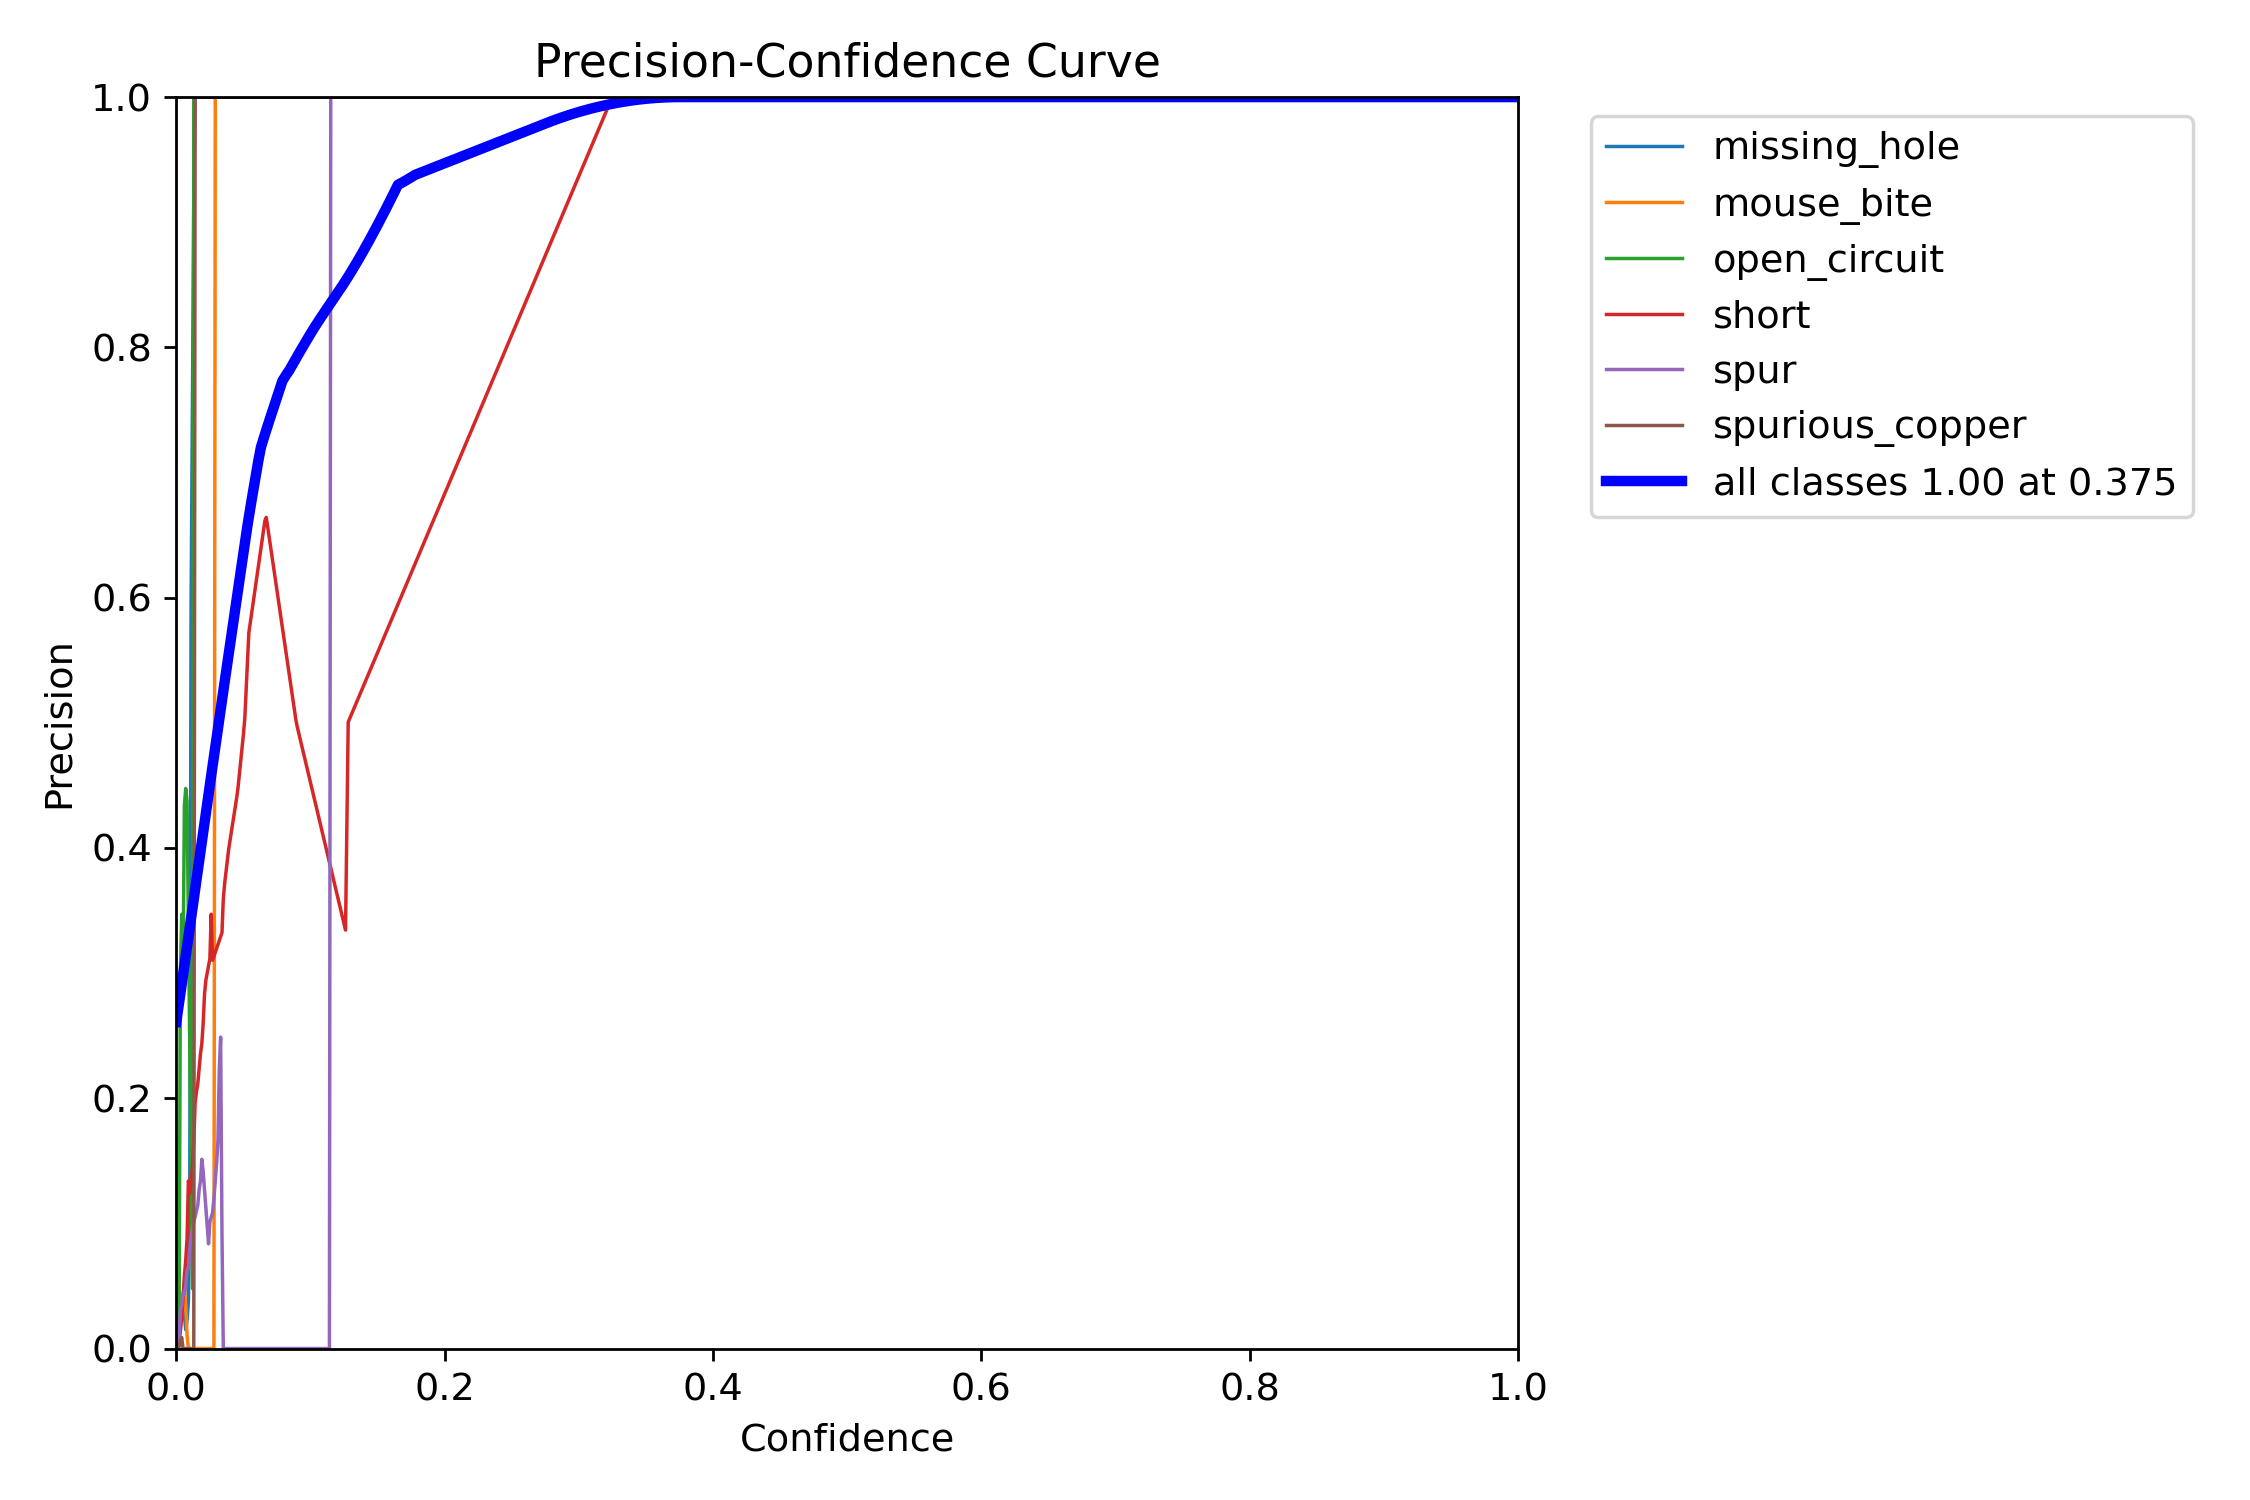 Precision-Confidence Curve
1.0
0.8
0.6
0.4
0.2
0.0
Precision
0.0 0.2 0.4 0.6 0.8 1.0
Confidence
missing_hole
mouse_bite
open_circuit
short
spur
spurious_copper
all classes 1.00 at 0.375